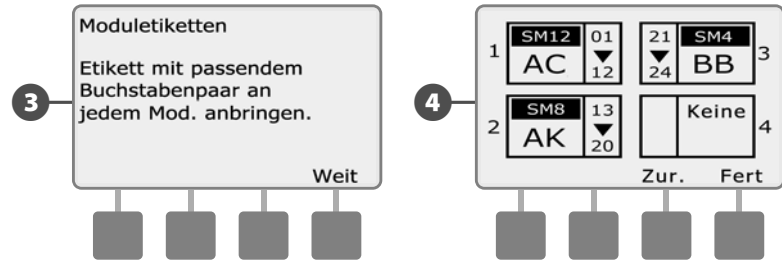 3
Moduletiketten
Etikett mit passendem
Buchstabenpaar an
jedem Mod. anbringen.
Weit
4
1 SM12 01 21 SM4 3
AC 12 24 BB
2 SM8 13 Keine 4
AK 20
Zur. Fert